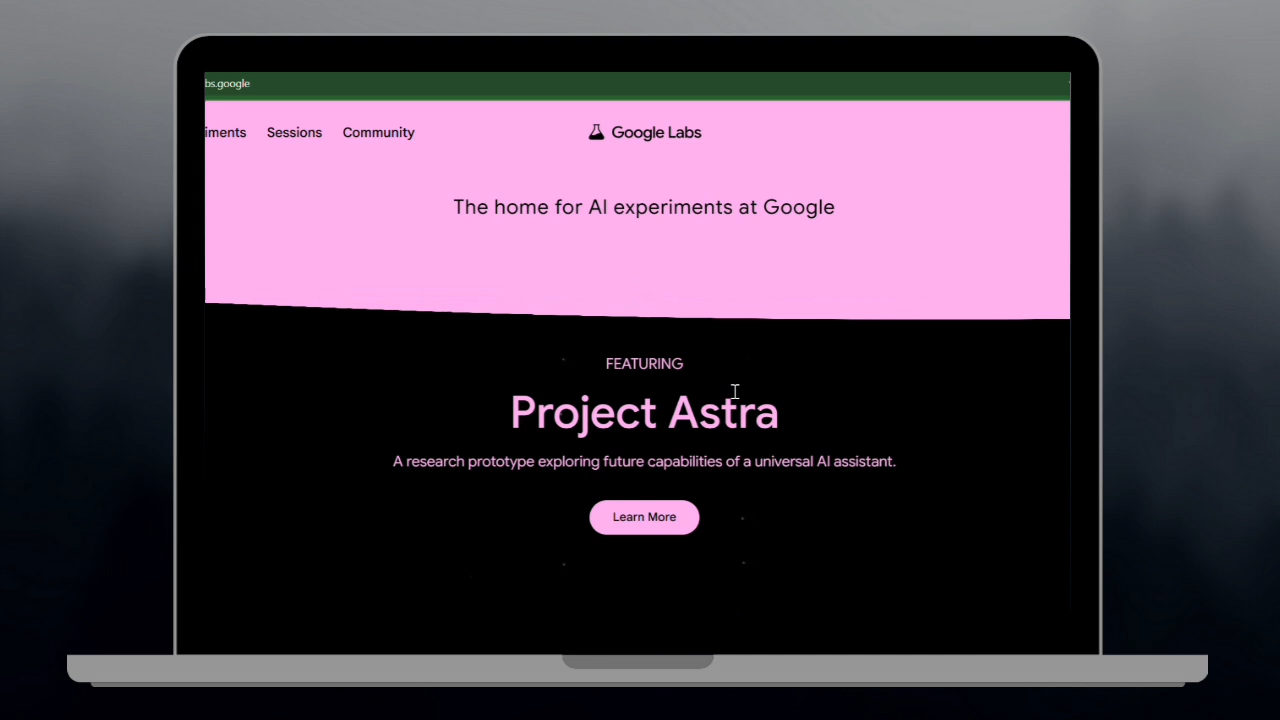 bs.google
iments Sessions Community
Google Labs
The home for AI experiments at Google
FEATURING
Project Astra
A research prototype exploring future capabilities of a universal AI assistant.
Learn More